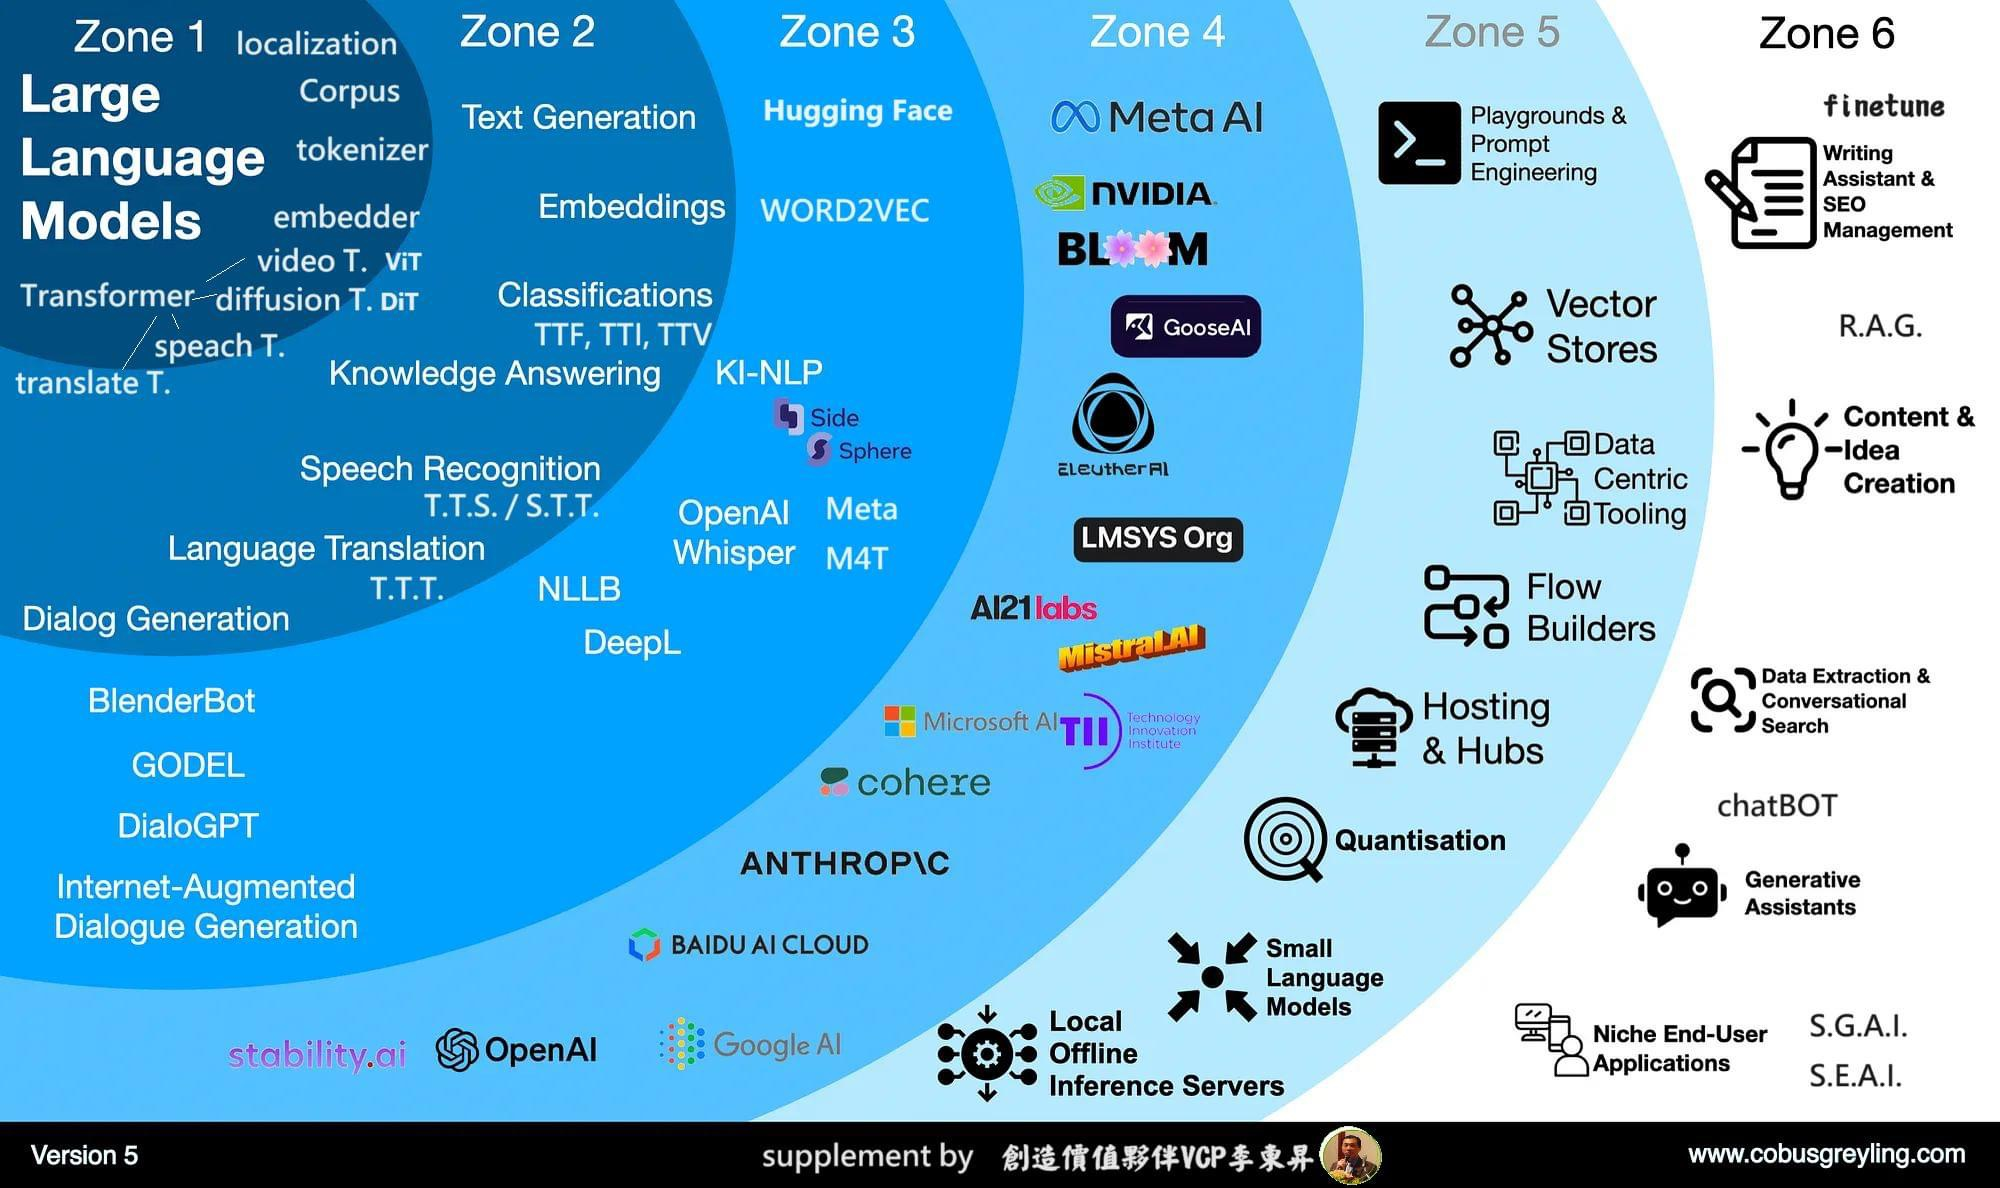 Zone 1
localization
Large
Language
Models
Corpus
tokenizer
embedder
video T. ViT
Transformer
diffusion T. DiT
speach T.
translate T.
Zone 2
Text Generation
Embeddings
Classifications
TTF, TTI, TTV
Knowledge Answering
Speech Recognition
T.T.S. / S.T.T.
Language Translation
T.T.T.
Dialog Generation
Zone 3
Hugging Face
WORD2VEC
KI-NLP
Side
Sphere
OpenAI
Whisper
Meta
M4T
NLLB
DeepL
BlenderBot
GODEL
DialoGPT
Internet-Augmented
Dialogue Generation
Zone 4
Meta AI
NVIDIA.
BLOOM
GooseAI
EleutherAI
LMSYS Org
AI21labs
Mistral.AI
Microsoft AI
TII
Technology
Innovation
Institute
cohere
ANTHROP\C
BAIDU AI CLOUD
Google AI
OpenAI
stability.ai
Zone 5
Playgrounds &
Prompt
Engineering
Vector
Stores
Data
Centric
Tooling
Flow
Builders
Hosting
& Hubs
Quantisation
Small
Language
Models
Local
Offline
Inference Servers
Zone 6
finetune
Writing
Assistant &
SEO
Management
R.A.G.
Content &
Idea
Creation
Data Extraction &
Conversational
Search
chatBOT
Generative
Assistants
Niche End-User
Applications
S.G.A.I.
S.E.A.I.
Version 5
supplement by 創造價值夥伴VCP李東昇
www.cobusgreyling.com